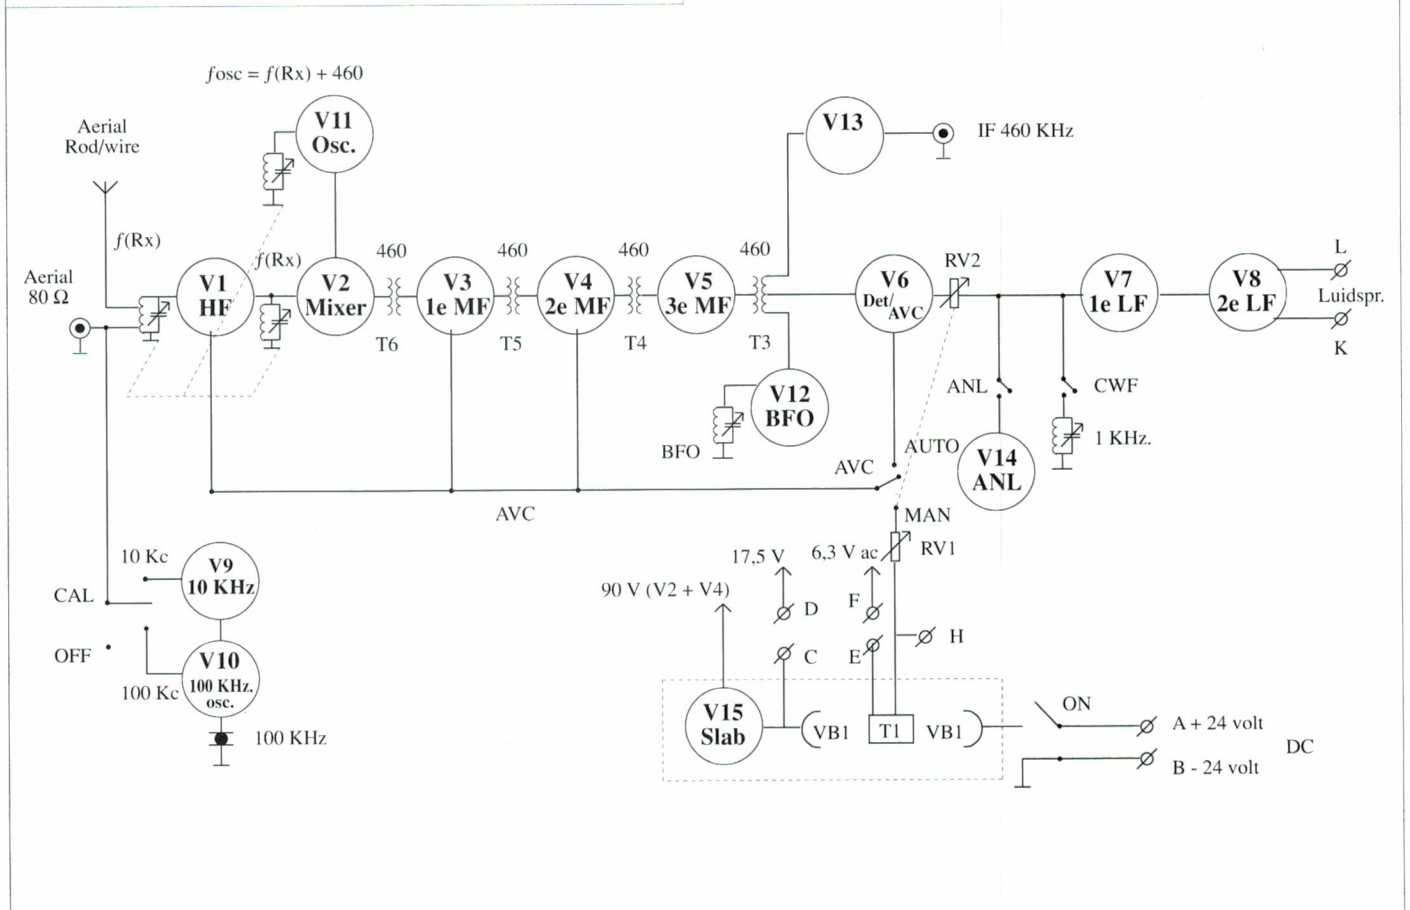 fosc = f(Rx) + 460
V11
Osc.
Aerial
Rod/wire
V13
IF 460 KHz
f(Rx)
f(Rx)
460
460
460
460
Aerial
80 Ω
V1
HF
V2
Mixer
V3
1e MF
V4
2e MF
V5
3e MF
V6
Det/
AVC
RV2
V7
1e LF
V8
2e LF
L
Luidspr.
K
T6
T5
T4
T3
V12
BFO
BFO
ANL
CWF
1 KHz.
V14
ANL
AUTO
AVC
AVC
MAN
RV1
10 Kc
V9
10 KHz
CAL
OFF
100 Kc
V10
100 KHz.
osc.
100 KHz
17,5 V
6,3 V ac
90 V (V2 + V4)
D
F
C
E
H
V15
Slab
VB1
T1
VB1
ON
A + 24 volt
B - 24 volt
DC